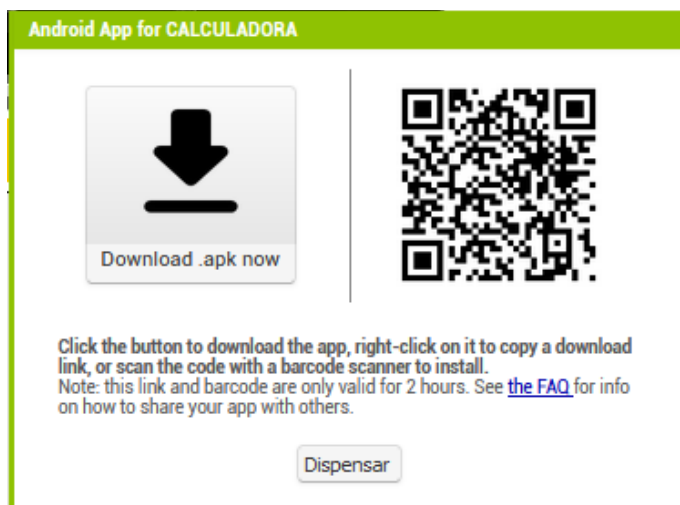 Android App for CALCULADORA
Download .apk now
Click the button to download the app, right-click on it to copy a download
link, or scan the code with a barcode scanner to install.
Note: this link and barcode are only valid for 2 hours. See the FAQ for info
on how to share your app with others.
Dispensar